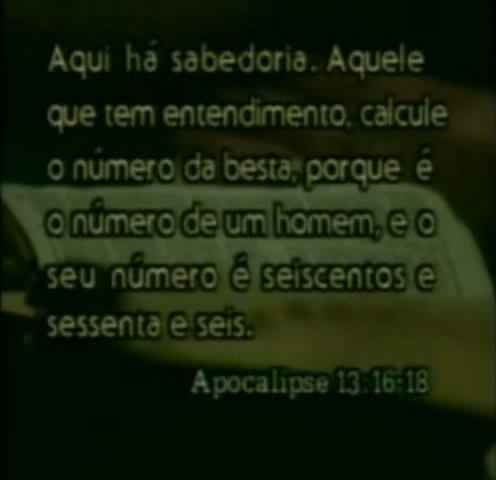 Aqui há sabedoria. Aquele
que tem entendimento, calcule
o número da besta, porque é
o número de um homem, e o
seu número é seiscentos e
sessenta e seis.
Apocalipse 13:16-18